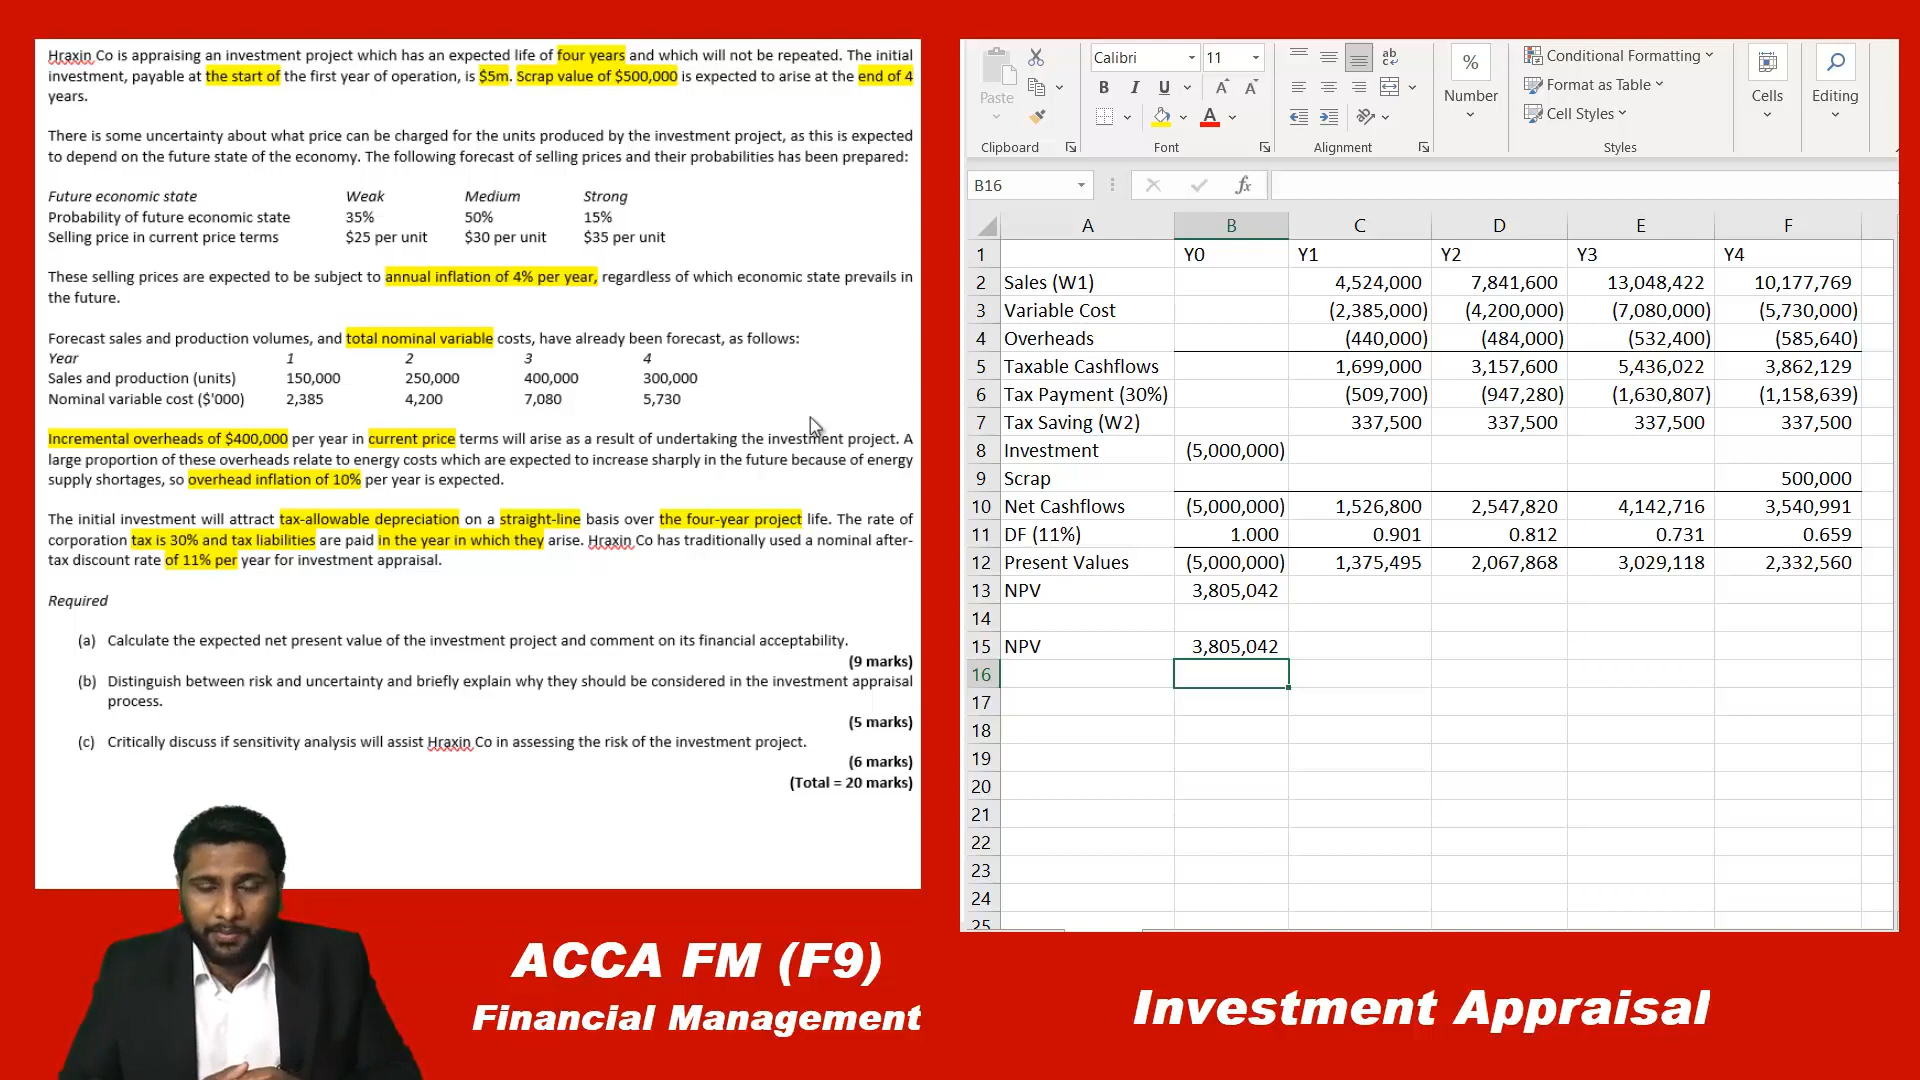 Hraxin Co is appraising an investment project which has an expected life of four years and which will not be repeated. The initial
investment, payable at the start of the first year of operation, is $5m. Scrap value of $500,000 is expected to arise at the end of 4
years.
There is some uncertainty about what price can be charged for the units produced by the investment project, as this is expected
to depend on the future state of the economy. The following forecast of selling prices and their probabilities has been prepared:
Future economic state Weak Medium Strong
Probability of future economic state 35% 50% 15%
Selling price in current price terms $25 per unit $30 per unit $35 per unit
These selling prices are expected to be subject to annual inflation of 4% per year, regardless of which economic state prevails in
the future.
Forecast sales and production volumes, and total nominal variable costs, have already been forecast, as follows:
Year 1 2 3 4
Sales and production (units) 150,000 250,000 400,000 300,000
Nominal variable cost ($'000) 2,385 4,200 7,080 5,730
Incremental overheads of $400,000 per year in current price terms will arise as a result of undertaking the investment project. A
large proportion of these overheads relate to energy costs which are expected to increase sharply in the future because of energy
supply shortages, so overhead inflation of 10% per year is expected.
The initial investment will attract tax-allowable depreciation on a straight-line basis over the four-year project life. The rate of
corporation tax is 30% and tax liabilities are paid in the year in which they arise. Hraxin Co has traditionally used a nominal after-
tax discount rate of 11% per year for investment appraisal.
Required
(a) Calculate the expected net present value of the investment project and comment on its financial acceptability.
(9 marks)
(b) Distinguish between risk and uncertainty and briefly explain why they should be considered in the investment appraisal
process.
(5 marks)
(c) Critically discuss if sensitivity analysis will assist Hraxin Co in assessing the risk of the investment project.
(6 marks)
(Total = 20 marks)
ACCA FM (F9)
Financial Management
Paste
Calibri 11
B I U A A
A
ab
c
%
Number
Conditional Formatting
Format as Table
Cell Styles
Cells
Editing
Clipboard Font Alignment Styles
B16 fx
A B C D E F
1 Y0 Y1 Y2 Y3 Y4
2 Sales (W1) 4,524,000 7,841,600 13,048,422 10,177,769
3 Variable Cost (2,385,000) (4,200,000) (7,080,000) (5,730,000)
4 Overheads (440,000) (484,000) (532,400) (585,640)
5 Taxable Cashflows 1,699,000 3,157,600 5,436,022 3,862,129
6 Tax Payment (30%) (509,700) (947,280) (1,630,807) (1,158,639)
7 Tax Saving (W2) 337,500 337,500 337,500 337,500
8 Investment (5,000,000)
9 Scrap 500,000
10 Net Cashflows (5,000,000) 1,526,800 2,547,820 4,142,716 3,540,991
11 DF (11%) 1.000 0.901 0.812 0.731 0.659
12 Present Values (5,000,000) 1,375,495 2,067,868 3,029,118 2,332,560
13 NPV 3,805,042
14
15 NPV 3,805,042
16
17
18
19
20
21
22
23
24
25
Investment Appraisal